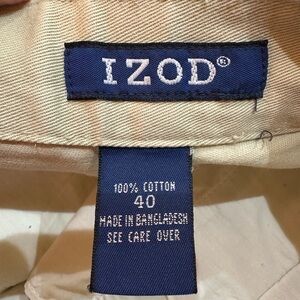 IZOD®
100% COTTON
40
MADE IN BANGLADESH
SEE CARE OVER